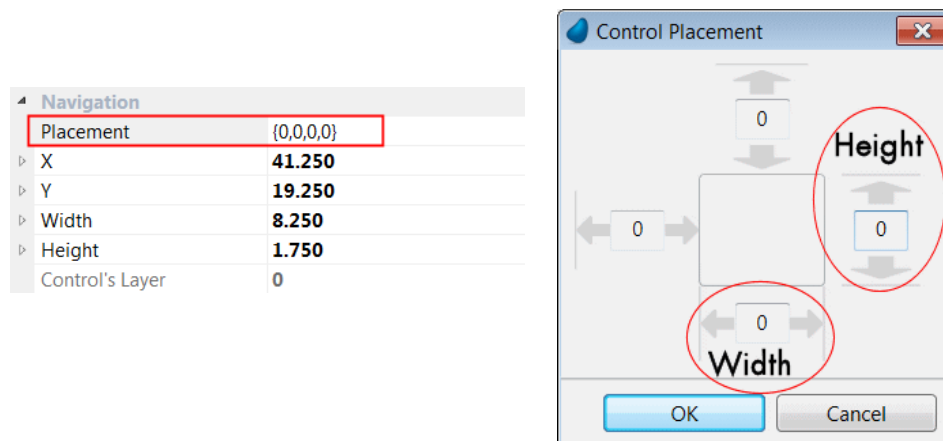 Navigation
Placement {0,0,0,0}
X 41.250
Y 19.250
Width 8.250
Height 1.750
Control's Layer 0
Control Placement
0
Height
0
0
0
Width
OK Cancel